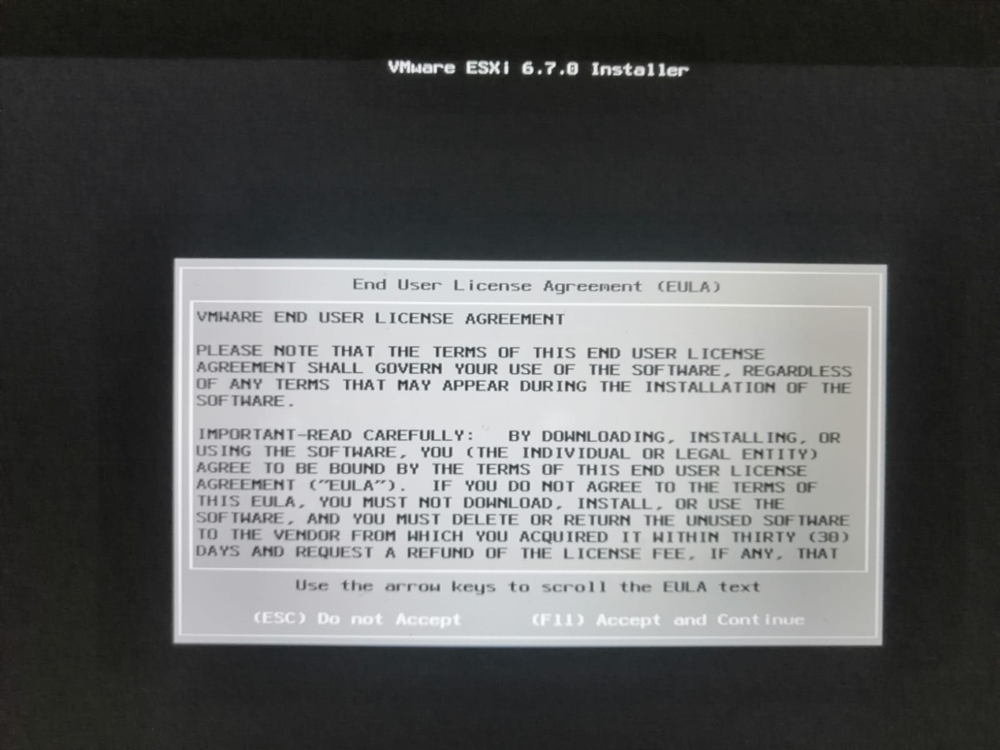 VMware ESXi 6.7.0 Installer
End User License Agreement (EULA)
VMWARE END USER LICENSE AGREEMENT
PLEASE NOTE THAT THE TERMS OF THIS END USER LICENSE
AGREEMENT SHALL GOVERN YOUR USE OF THE SOFTWARE, REGARDLESS
OF ANY TERMS THAT MAY APPEAR DURING THE INSTALLATION OF THE
SOFTWARE.
IMPORTANT-READ CAREFULLY:   BY DOWNLOADING, INSTALLING, OR
USING THE SOFTWARE, YOU (THE INDIVIDUAL OR LEGAL ENTITY)
AGREE TO BE BOUND BY THE TERMS OF THIS END USER LICENSE
AGREEMENT ("EULA").  IF YOU DO NOT AGREE TO THE TERMS OF
THIS EULA, YOU MUST NOT DOWNLOAD, INSTALL, OR USE THE
SOFTWARE, AND YOU MUST DELETE OR RETURN THE UNUSED SOFTWARE
TO THE VENDOR FROM WHICH YOU ACQUIRED IT WITHIN THIRTY (30)
DAYS AND REQUEST A REFUND OF THE LICENSE FEE, IF ANY, THAT
Use the arrow keys to scroll the EULA text
(ESC) Do not Accept (F11) Accept and Continue